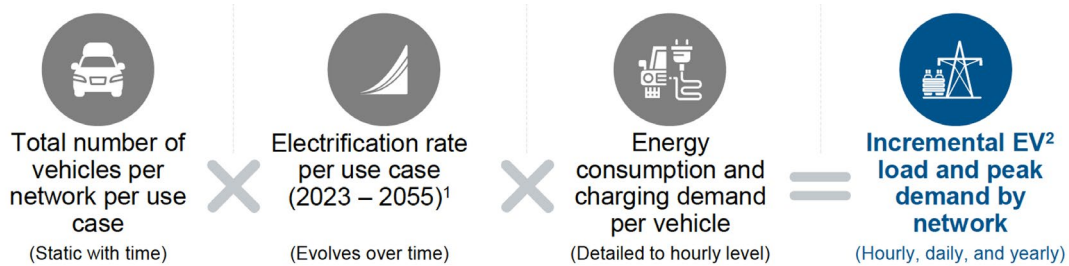 Total number of
vehicles per
network per use
case
(Static with time)
Electrification rate
per use case
(2023 – 2055)¹
(Evolves over time)
Energy
consumption and
charging demand
per vehicle
(Detailed to hourly level)
Incremental EV²
load and peak
demand by
network
(Hourly, daily, and yearly)